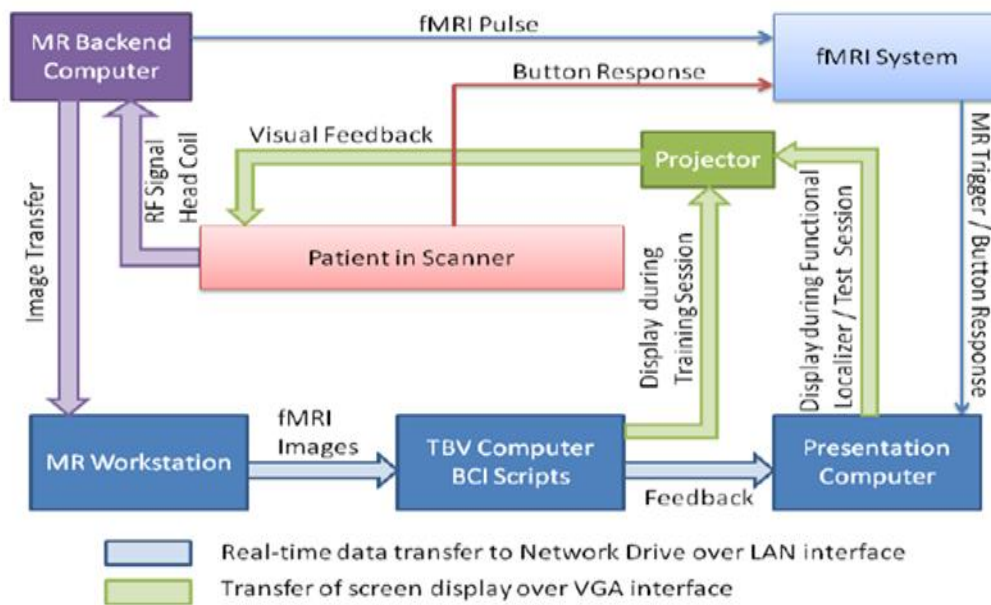 MR Backend
Computer
fMRI Pulse
fMRI System
Button Response
Visual Feedback
Projector
RF Signal
Head Coil
Image Transfer
Patient in Scanner
Display during
Training Session
Display during Functional
Localizer / Test Session
MR Trigger / Button Response
MR Workstation
fMRI
Images
TBV Computer
BCI Scripts
Feedback
Presentation
Computer
Real-time data transfer to Network Drive over LAN interface
Transfer of screen display over VGA interface